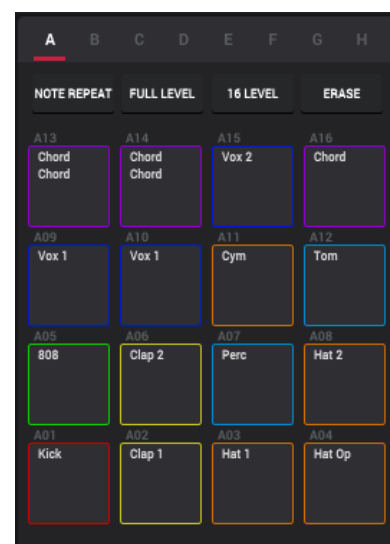 A B C D E F G H
NOTE REPEAT FULL LEVEL 16 LEVEL ERASE
A13 A14 A15 A16
Chord Chord Vox 2 Chord
Chord Chord
A09 A10 A11 A12
Vox 1 Vox 1 Cym Tom
A05 A06 A07 A08
808 Clap 2 Perc Hat 2
A01 A02 A03 A04
Kick Clap 1 Hat 1 Hat Op